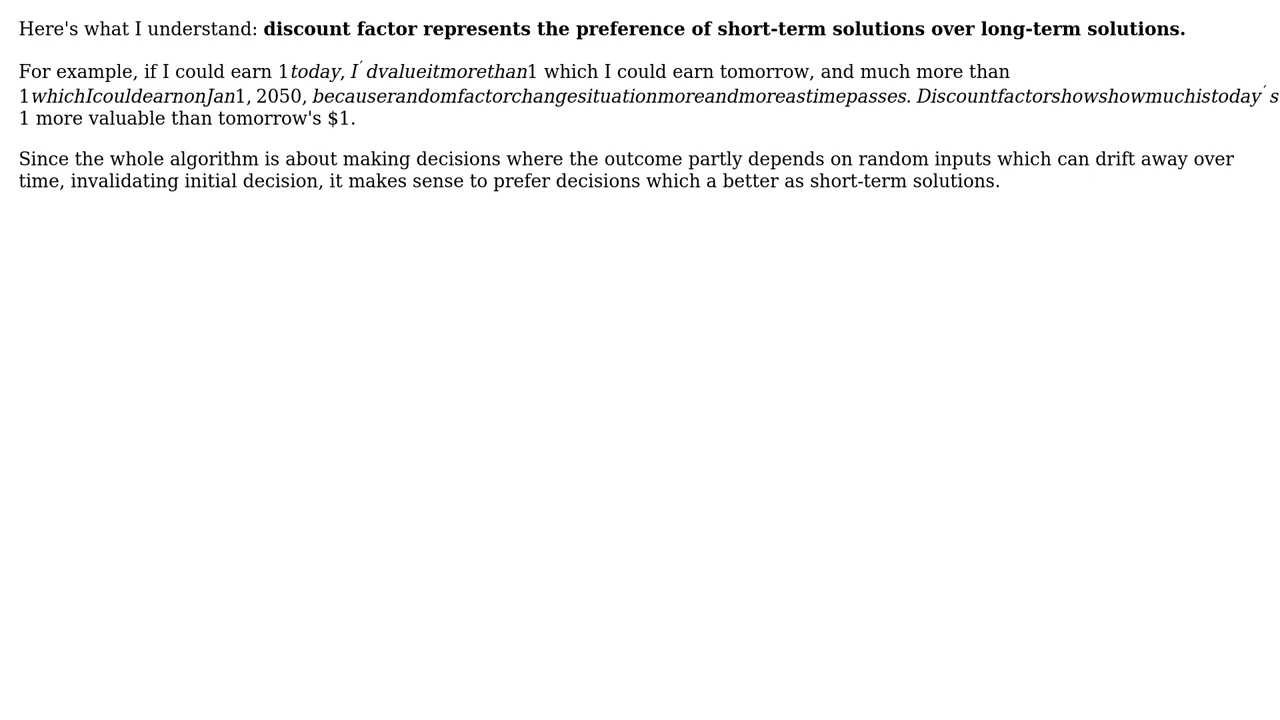 Here's what I understand: discount factor represents the preference of short-term solutions over long-term solutions.
For example, if I could earn 1today, I′dvalueitmorethan1 which I could earn tomorrow, and much more than
1whichIcouldearnonJan1, 2050, becauserandomfactorchangesituationmoreandmoreastimepasses. Discountfactorshowshowmuchistoday′s
1 more valuable than tomorrow's $1.
Since the whole algorithm is about making decisions where the outcome partly depends on random inputs which can drift away over
time, invalidating initial decision, it makes sense to prefer decisions which a better as short-term solutions.